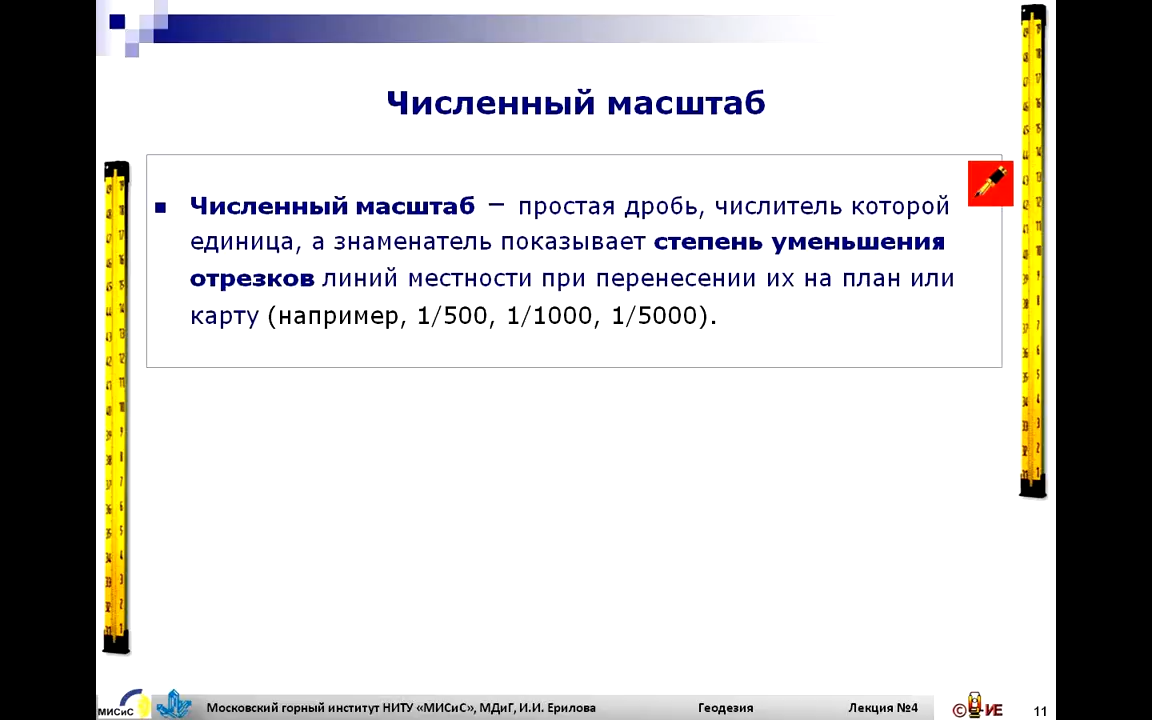 Численный масштаб
Численный масштаб – простая дробь, числитель которой
единица, а знаменатель показывает степень уменьшения
отрезков линий местности при перенесении их на план или
карту (например, 1/500, 1/1000, 1/5000).
МИСиС
Московский горный институт НИТУ «МИСиС», МДиГ, И.И. Ерилова
Геодезия
Лекция №4
© ИЕ
11